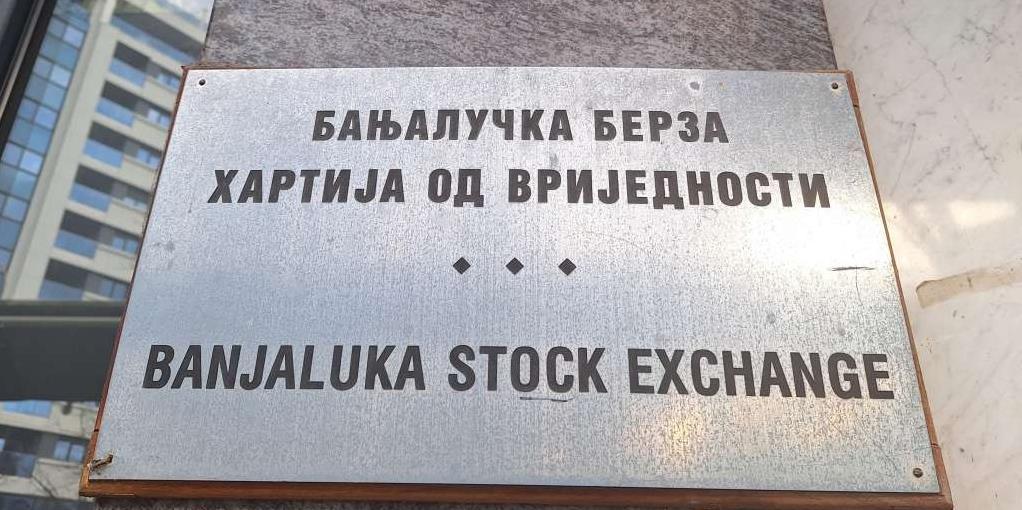 БАЊАЛУЧКА БЕРЗА
ХАРТИЈА ОД ВРИЈЕДНОСТИ
BANJALUKA STOCK EXCHANGE